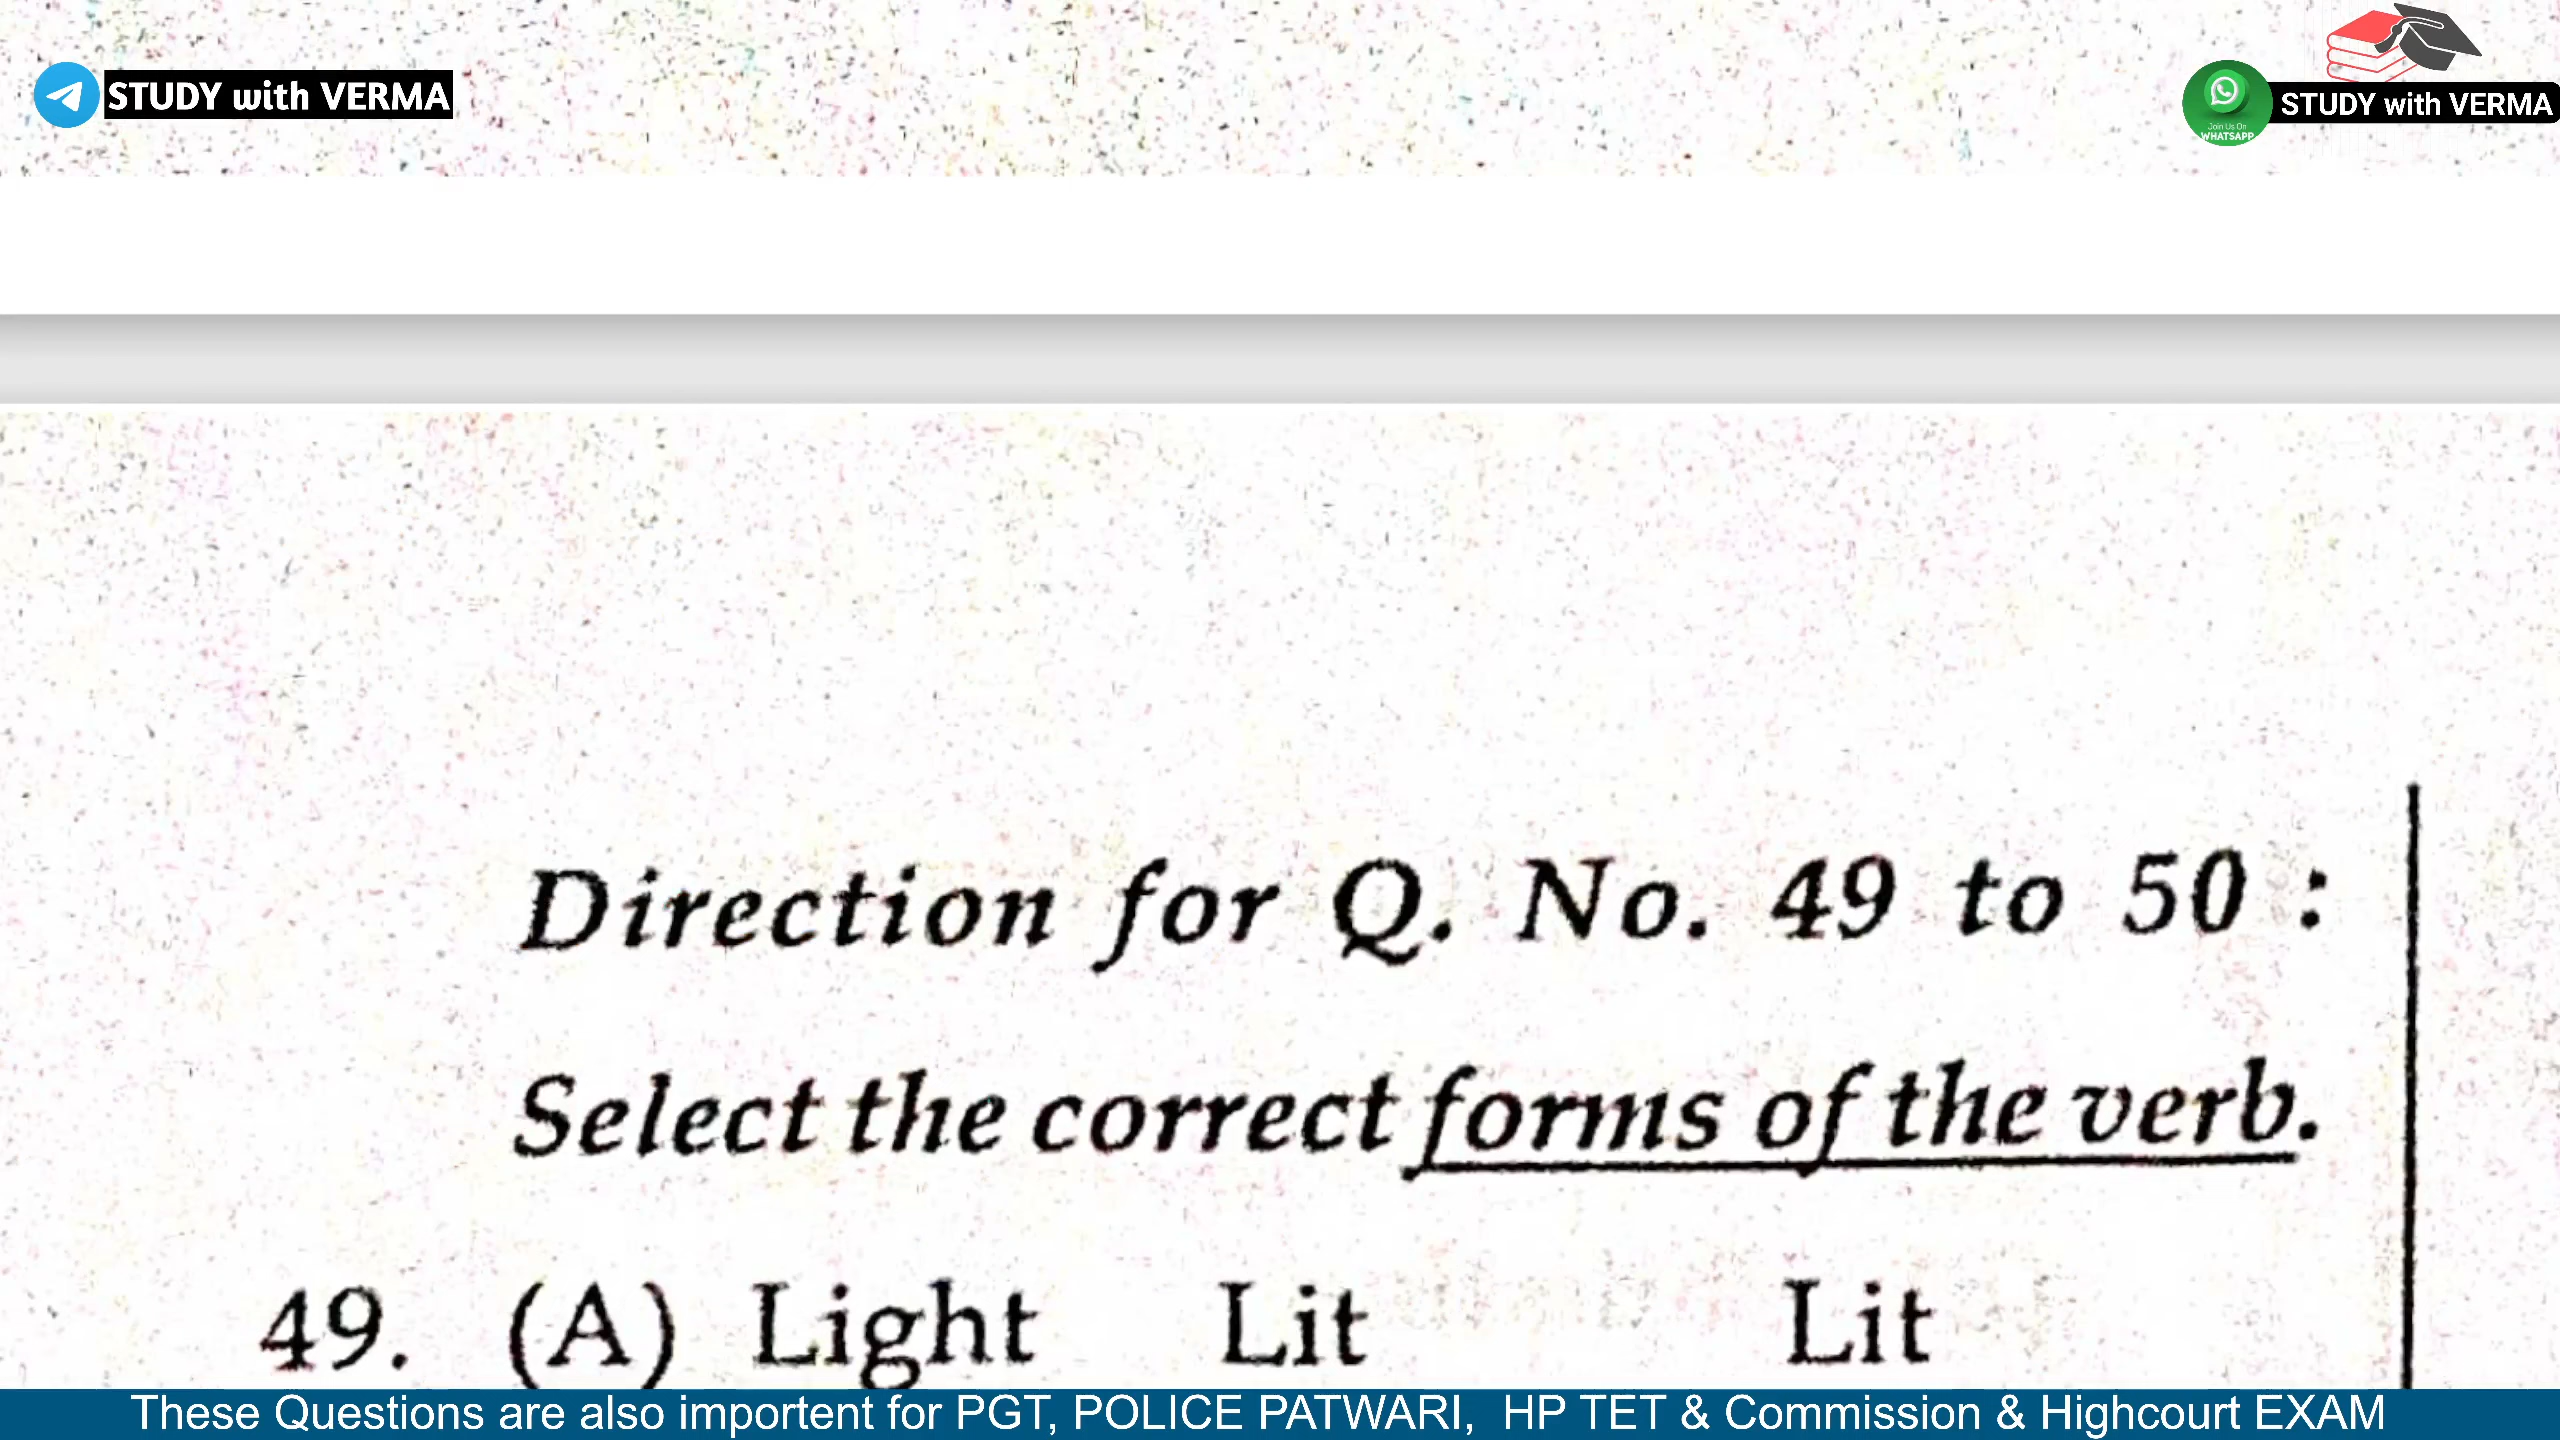 STUDY with VERMA
Join Us On
WHATSAPP
STUDY with VERMA
Direction for Q. No. 49 to 50 :
Select the correct forms of the verb.
49. (A) Light Lit Lit
These Questions are also importent for PGT, POLICE PATWARI, HP TET & Commission & Highcourt EXAM